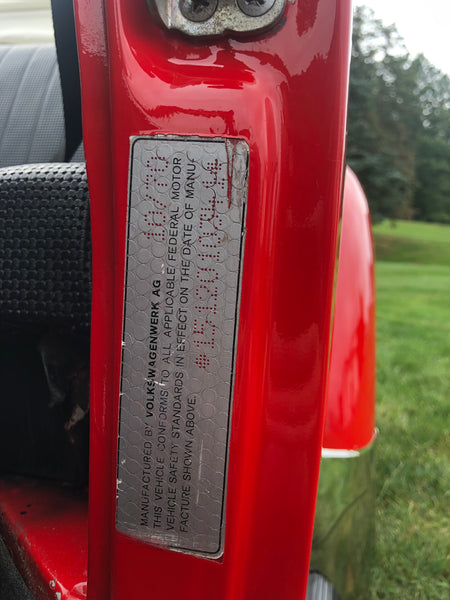 MANUFACTURED BY VOLKSWAGENWERK AG 10/70
THIS VEHICLE CONFORMS TO ALL APPLICABLE FEDERAL MOTOR
VEHICLE SAFETY STANDARDS IN EFFECT ON THE DATE OF MANU-
FACTURE SHOWN ABOVE.